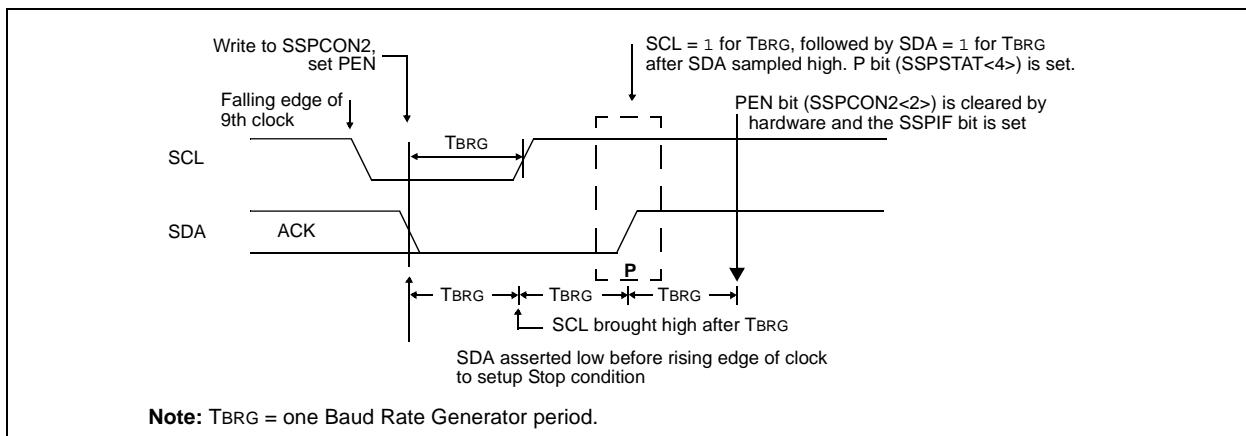 Write to SSPCON2,
set PEN
SCL = 1 for TBRG, followed by SDA = 1 for TBRG
after SDA sampled high. P bit (SSPSTAT<4>) is set.
Falling edge of
9th clock
PEN bit (SSPCON2<2>) is cleared by
hardware and the SSPIF bit is set
TBRG
SCL
SDA
ACK
P
TBRG
TBRG
TBRG
SCL brought high after TBRG
SDA asserted low before rising edge of clock
to setup Stop condition
Note: TBRG = one Baud Rate Generator period.